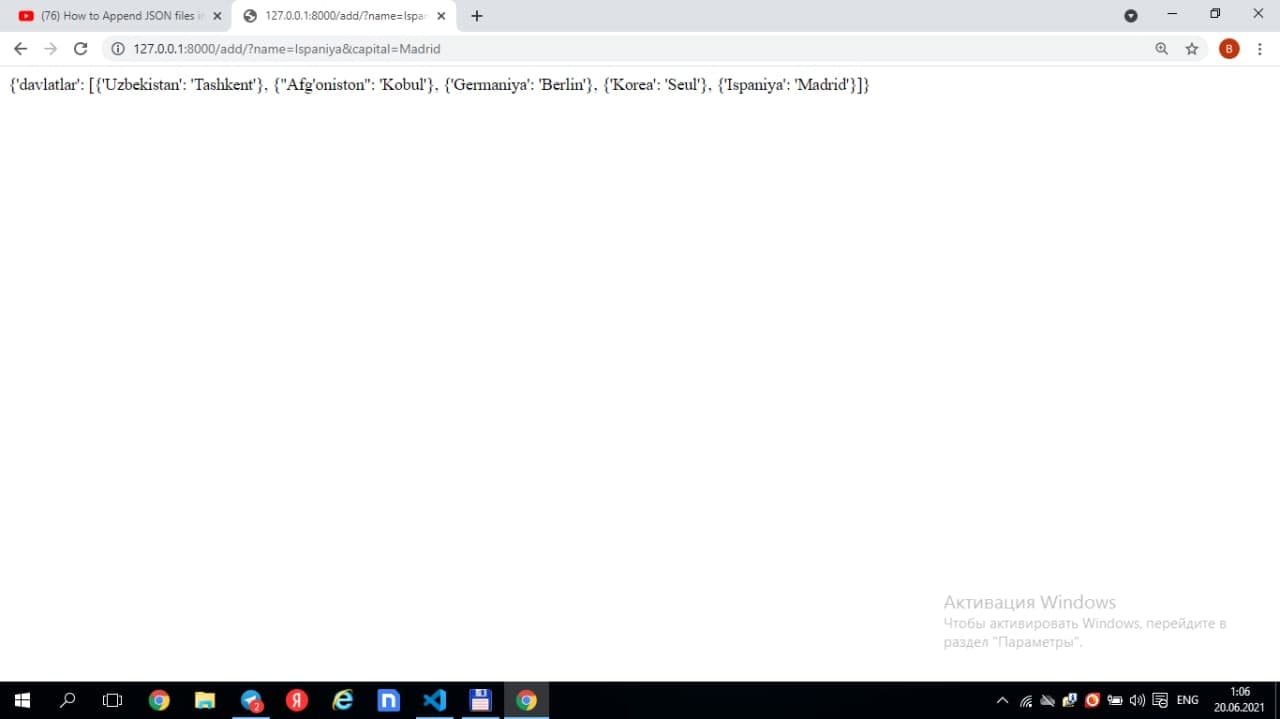 (76) How to Append JSON files in
127.0.0.1:8000/add/?name=Ispan
127.0.0.1:8000/add/?name=Ispaniya&capital=Madrid
B
{'davlatlar': [{'Uzbekistan': 'Tashkent'}, {"Afg'oniston": 'Kobul'}, {'Germaniya': 'Berlin'}, {'Korea': 'Seul'}, {'Ispaniya': 'Madrid'}]}
Активация Windows
Чтобы активировать Windows, перейдите в
раздел "Параметры".
2
Я
n
ENG
1:06
20.06.2021